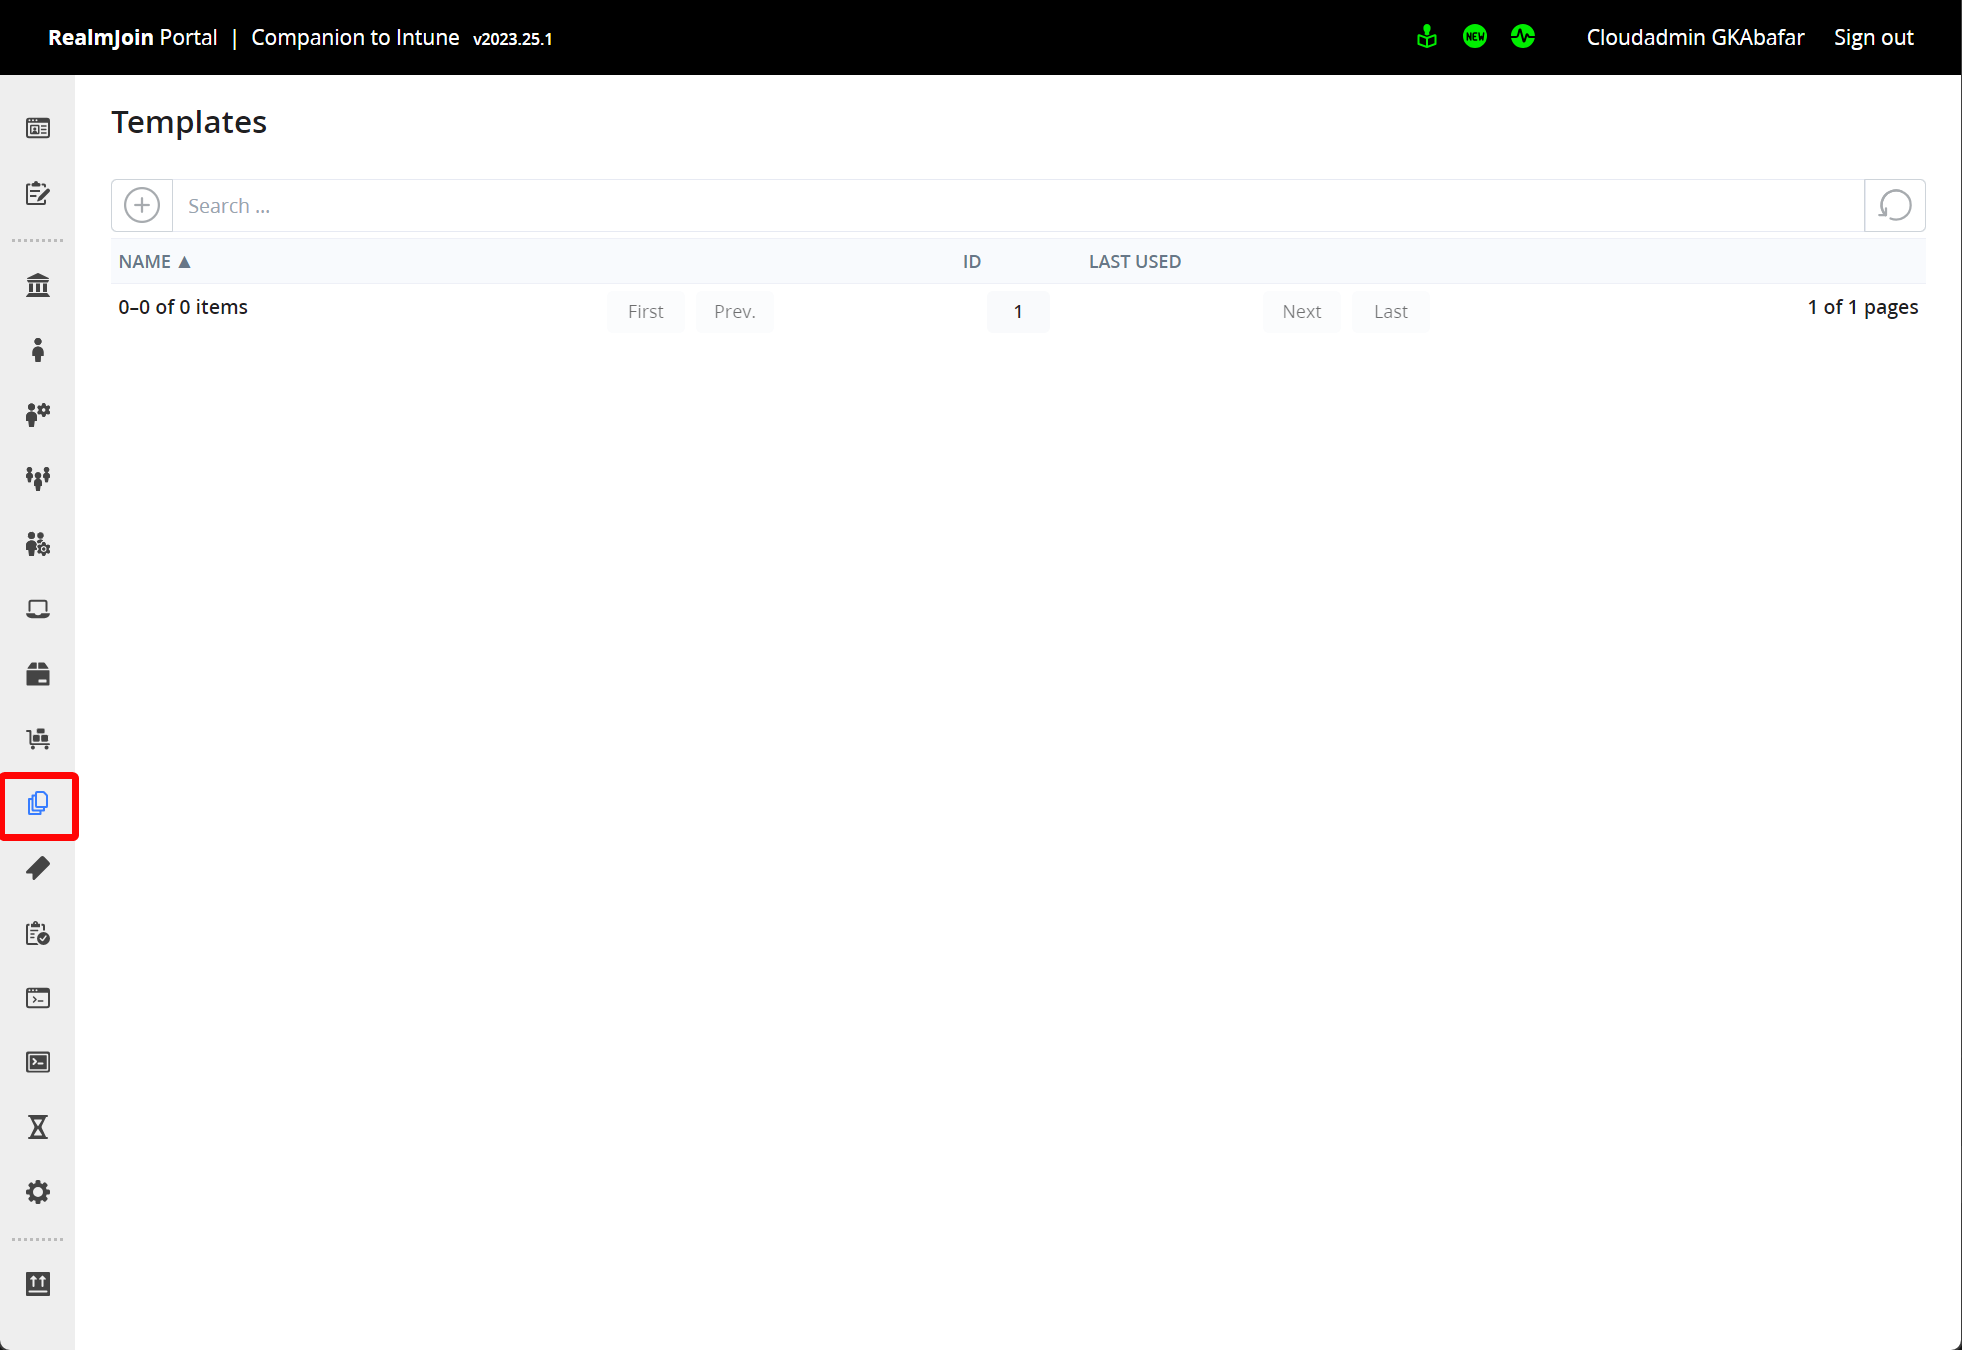 RealmJoin Portal | Companion to Intune v2023.25.1
NEW
Cloudadmin GKAbafar Sign out
Templates
Search ...
NAME ▲ ID LAST USED
0–0 of 0 items First Prev. 1 Next Last 1 of 1 pages